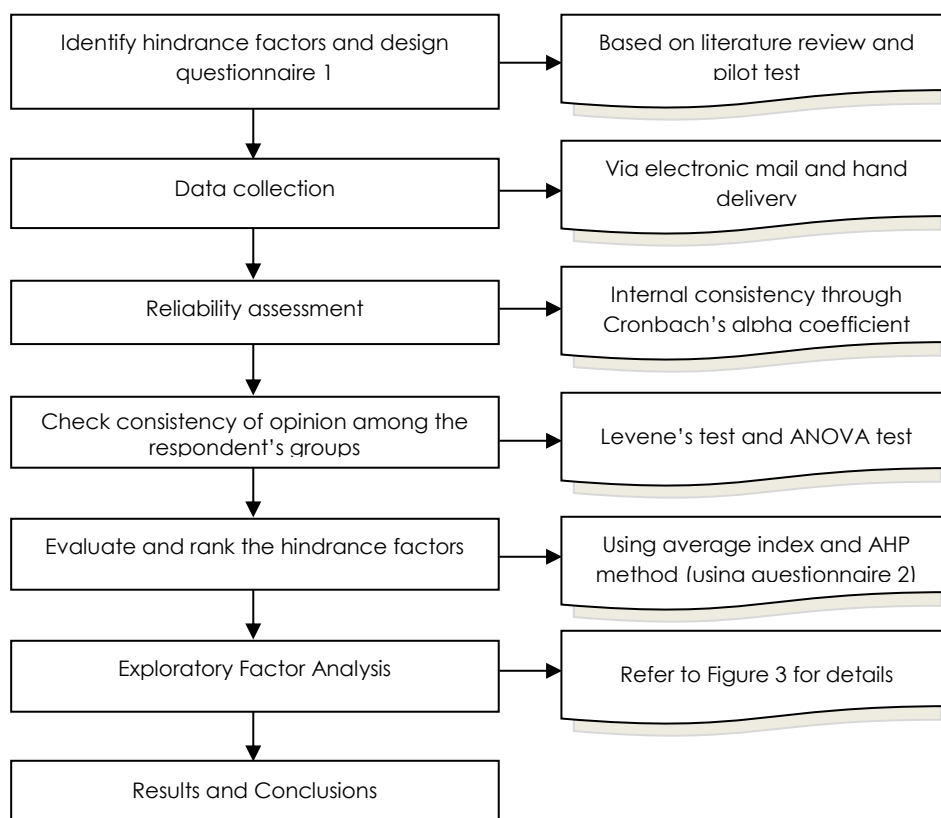 Identify hindrance factors and design
questionnaire 1
Based on literature review and
pilot test
Data collection
Via electronic mail and hand
delivery
Reliability assessment
Internal consistency through
Cronbach's alpha coefficient
Check consistency of opinion among the
respondent's groups
Levene's test and ANOVA test
Evaluate and rank the hindrance factors
Using average index and AHP
method (using questionnaire 2)
Exploratory Factor Analysis
Refer to Figure 3 for details
Results and Conclusions